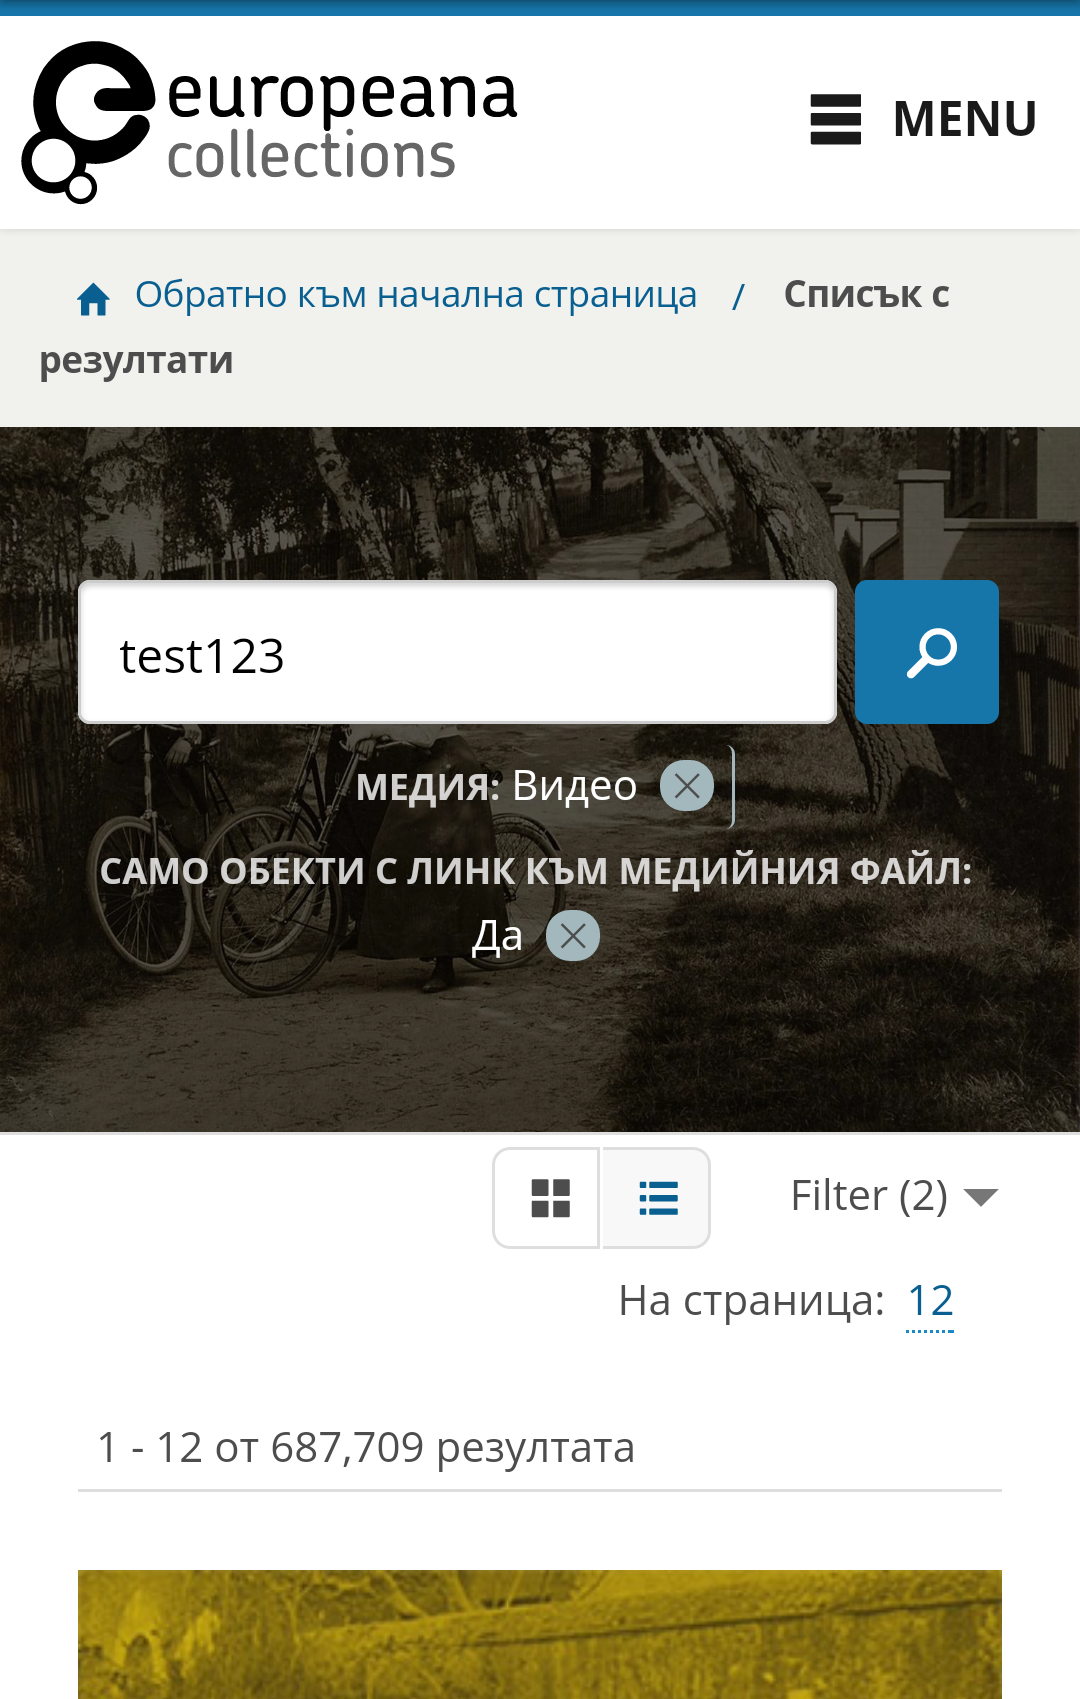 europeana
collections
MENU
Обратно към начална страница / Списък с
резултати
test123
МЕДИЯ: Видео
САМО ОБЕКТИ С ЛИНК КЪМ МЕДИЙНИЯ ФАЙЛ:
Да
Filter (2)
На страница: 12
1 - 12 от 687,709 резултата